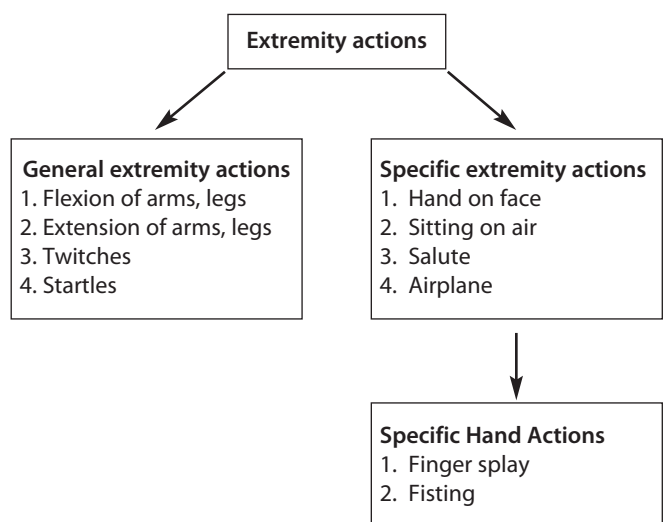 Extremity actions
General extremity actions
1. Flexion of arms, legs
2. Extension of arms, legs
3. Twitches
4. Startles
Specific extremity actions
1. Hand on face
2. Sitting on air
3. Salute
4. Airplane
Specific Hand Actions
1. Finger splay
2. Fisting